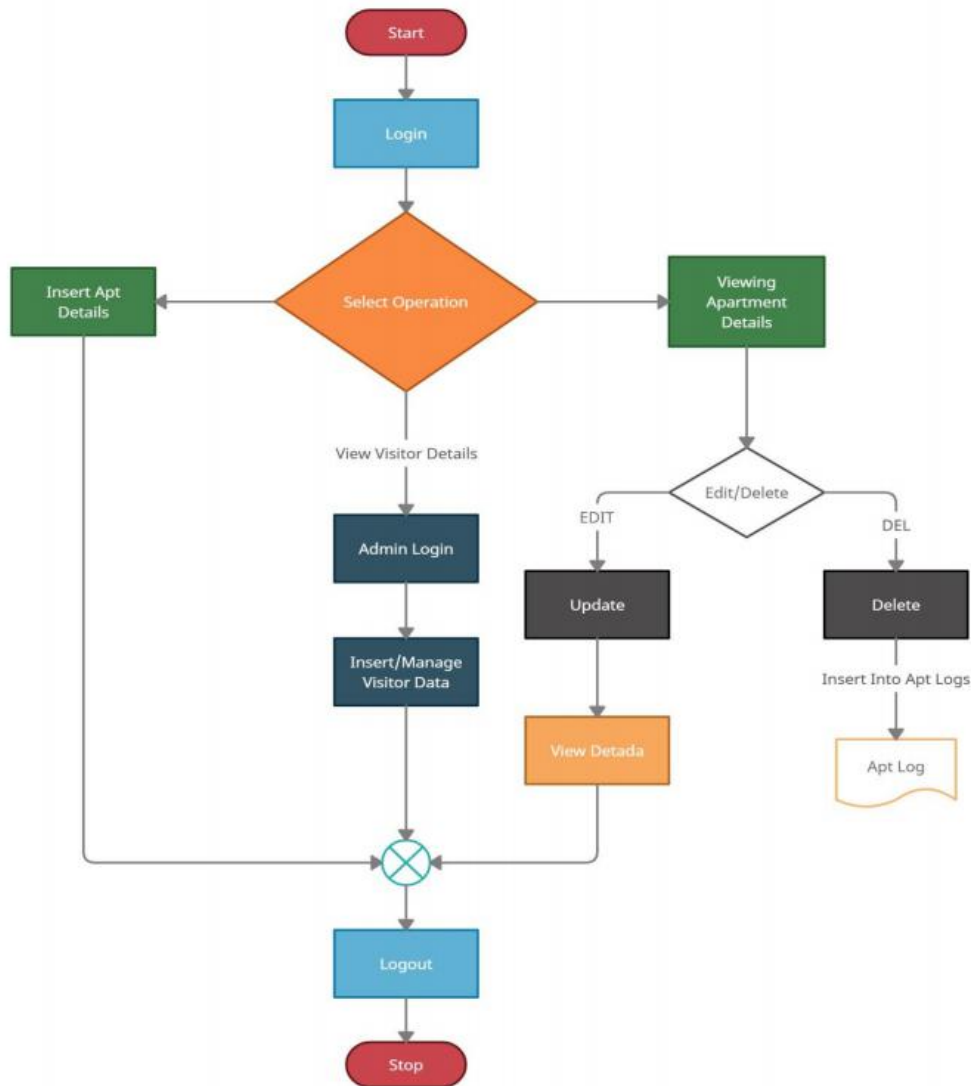 Start
Login
Insert Apt
Details
Select Operation
Viewing
Apartment
Details
View Visitor Details
Edit/Delete
EDIT
DEL
Admin Login
Update
Delete
Insert/Manage
Visitor Data
Insert Into Apt Logs
View Detada
Apt Log
Logout
Stop